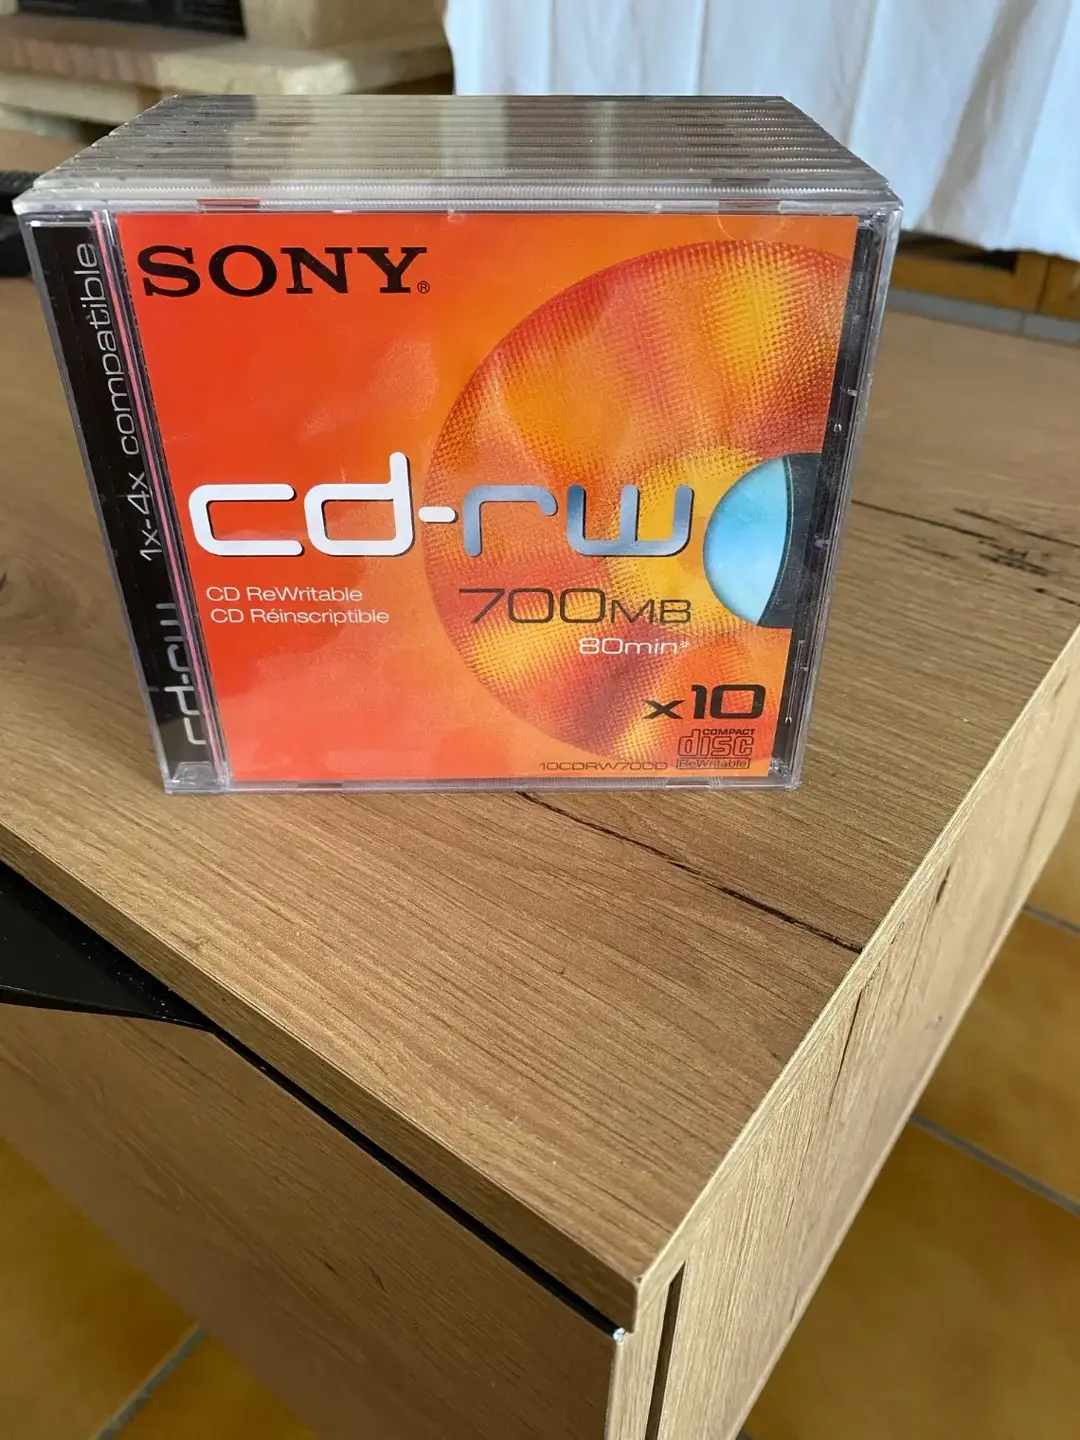 SONY®
1x-4x compatible
cd-rw
cd-rw
CD ReWritable
CD Réinscriptible
700MB
80min*
x10
COMPACT
disc
ReWritable
10CDRW700D